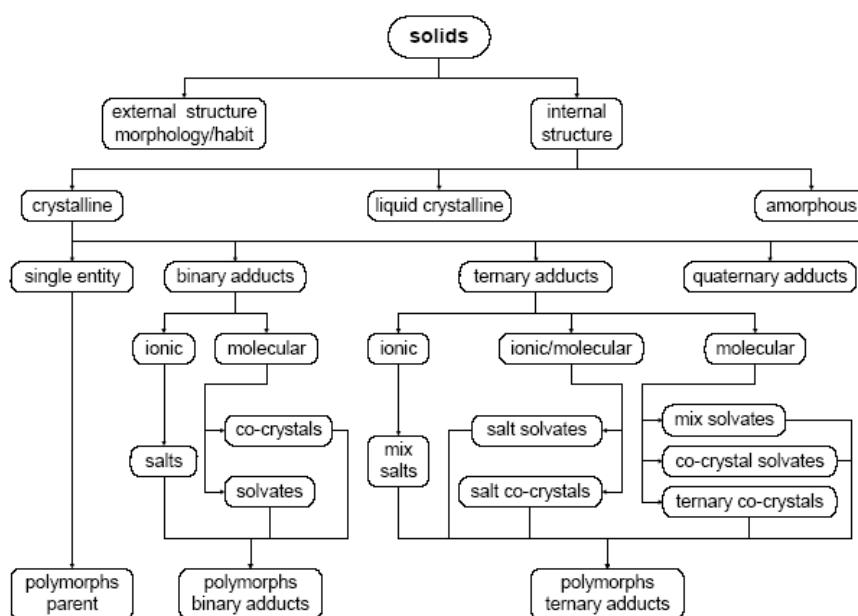 solids
external structure
morphology/habit
internal
structure
crystalline
liquid crystalline
amorphous
single entity
binary adducts
ternary adducts
quaternary adducts
ionic
molecular
ionic
ionic/molecular
molecular
co-crystals
salt solvates
mix solvates
salts
mix
salts
co-crystal solvates
solvates
salt co-crystals
ternary co-crystals
polymorphs
parent
polymorphs
binary adducts
polymorphs
ternary adducts